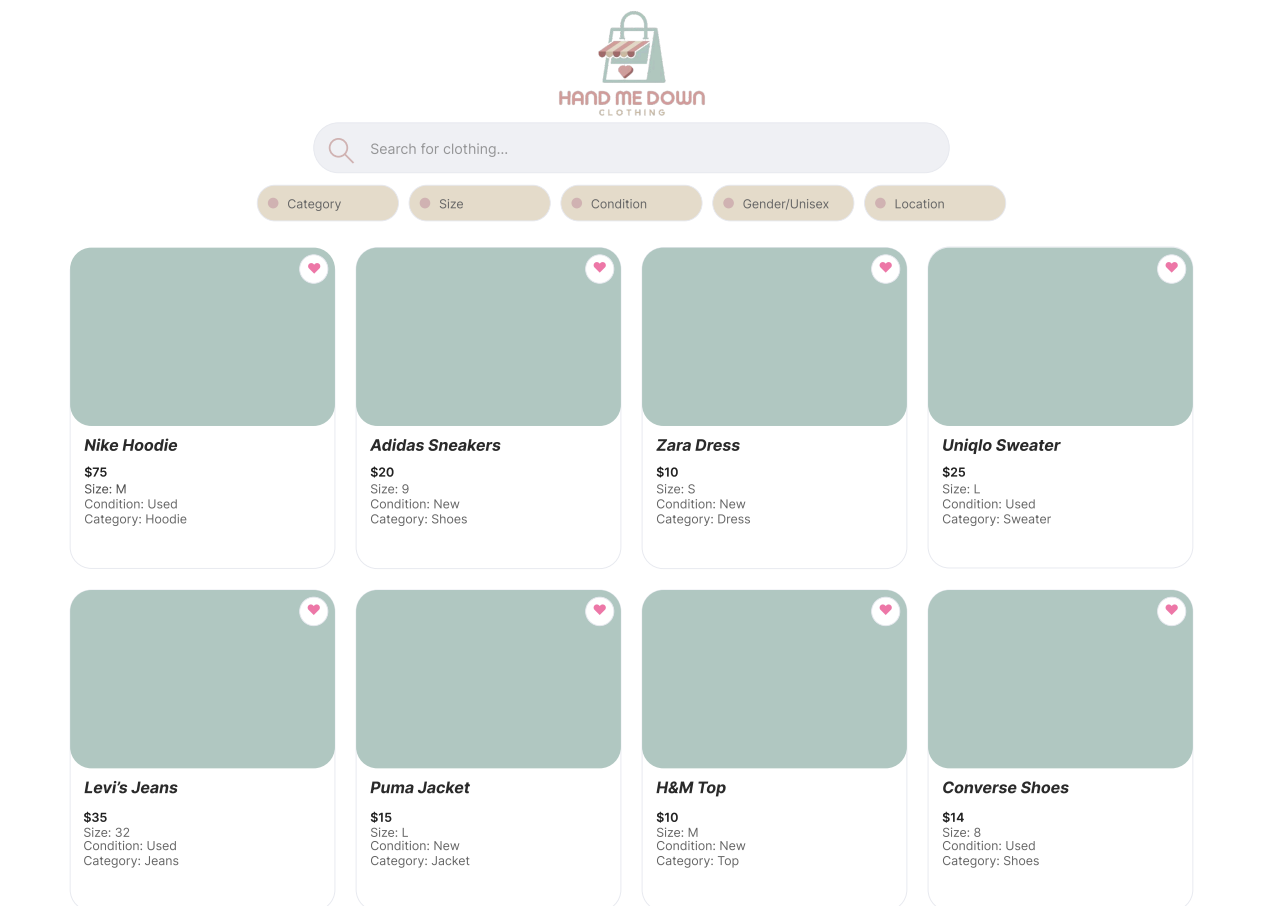 HAND ME DOWN
CLOTHING
Search for clothing...
Category
Size
Condition
Gender/Unisex
Location
Nike Hoodie
$75
Size: M
Condition: Used
Category: Hoodie
Adidas Sneakers
$20
Size: 9
Condition: New
Category: Shoes
Zara Dress
$10
Size: S
Condition: New
Category: Dress
Uniqlo Sweater
$25
Size: L
Condition: Used
Category: Sweater
Levi’s Jeans
$35
Size: 32
Condition: Used
Category: Jeans
Puma Jacket
$15
Size: L
Condition: New
Category: Jacket
H&M Top
$10
Size: M
Condition: New
Category: Top
Converse Shoes
$14
Size: 8
Condition: Used
Category: Shoes